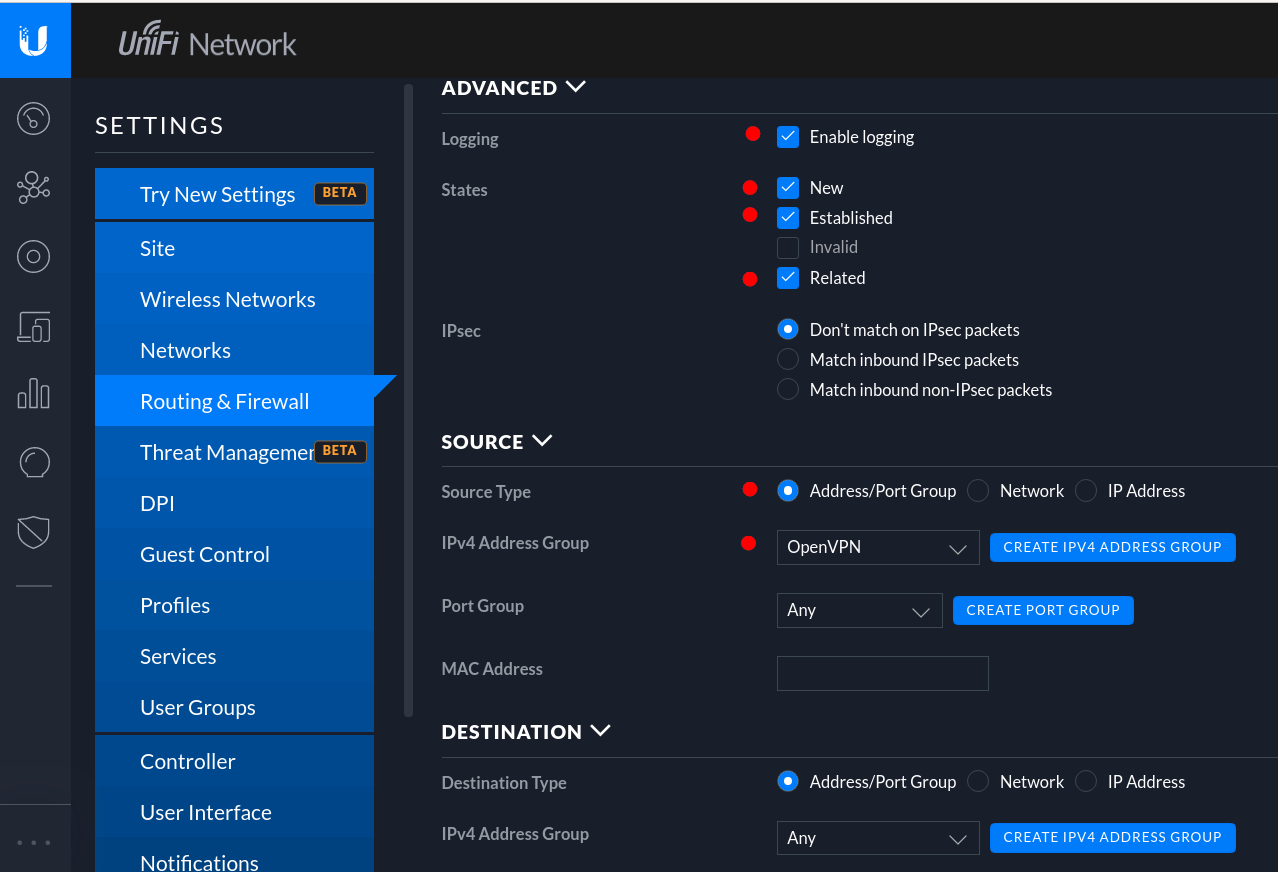 UniFi Network
SETTINGS
Try New Settings BETA
Site
Wireless Networks
Networks
Routing & Firewall
Threat Managemen BETA
DPI
Guest Control
Profiles
Services
User Groups
Controller
User Interface
Notifications
ADVANCED
Logging
Enable logging
States
New
Established
Invalid
Related
IPsec
Don't match on IPsec packets
Match inbound IPsec packets
Match inbound non-IPsec packets
SOURCE
Source Type
Address/Port Group Network IP Address
IPv4 Address Group
OpenVPN CREATE IPV4 ADDRESS GROUP
Port Group
Any CREATE PORT GROUP
MAC Address
DESTINATION
Destination Type
Address/Port Group Network IP Address
IPv4 Address Group
Any CREATE IPV4 ADDRESS GROUP